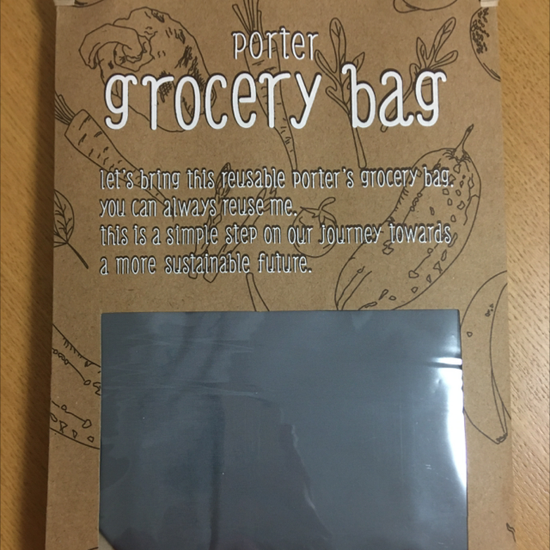 porter
grocery bag
let's bring this reusable porter's grocery bag.
you can always reuse me.
this is a simple step on our journey towards
a more sustainable future.